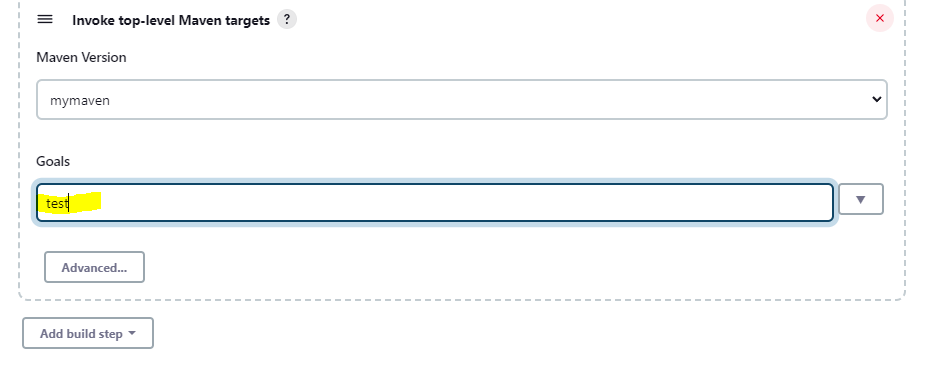 Invoke top-level Maven targets ?
Maven Version
mymaven
Goals
test
Advanced...
Add build step